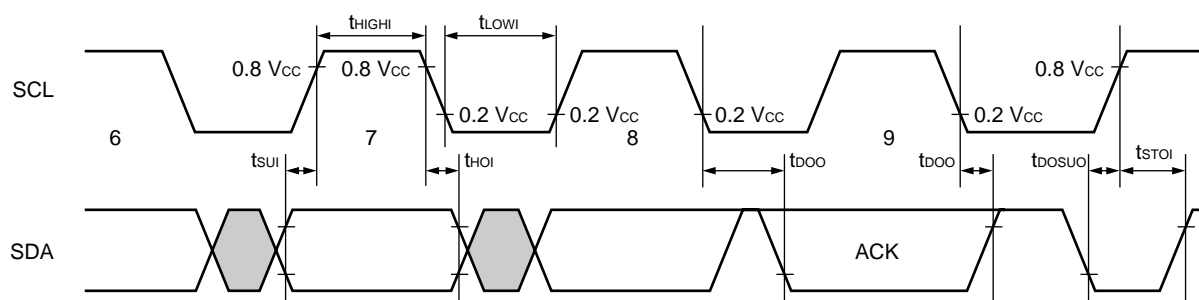 tHIGHI tLOWI
0.8 VCC 0.8 VCC 0.8 VCC
SCL
0.2 VCC 0.2 VCC 0.2 VCC 0.2 VCC
6 7 8 9
tSUI tHOI tDOO tDOO tDOSUO tSTOI
SDA ACK